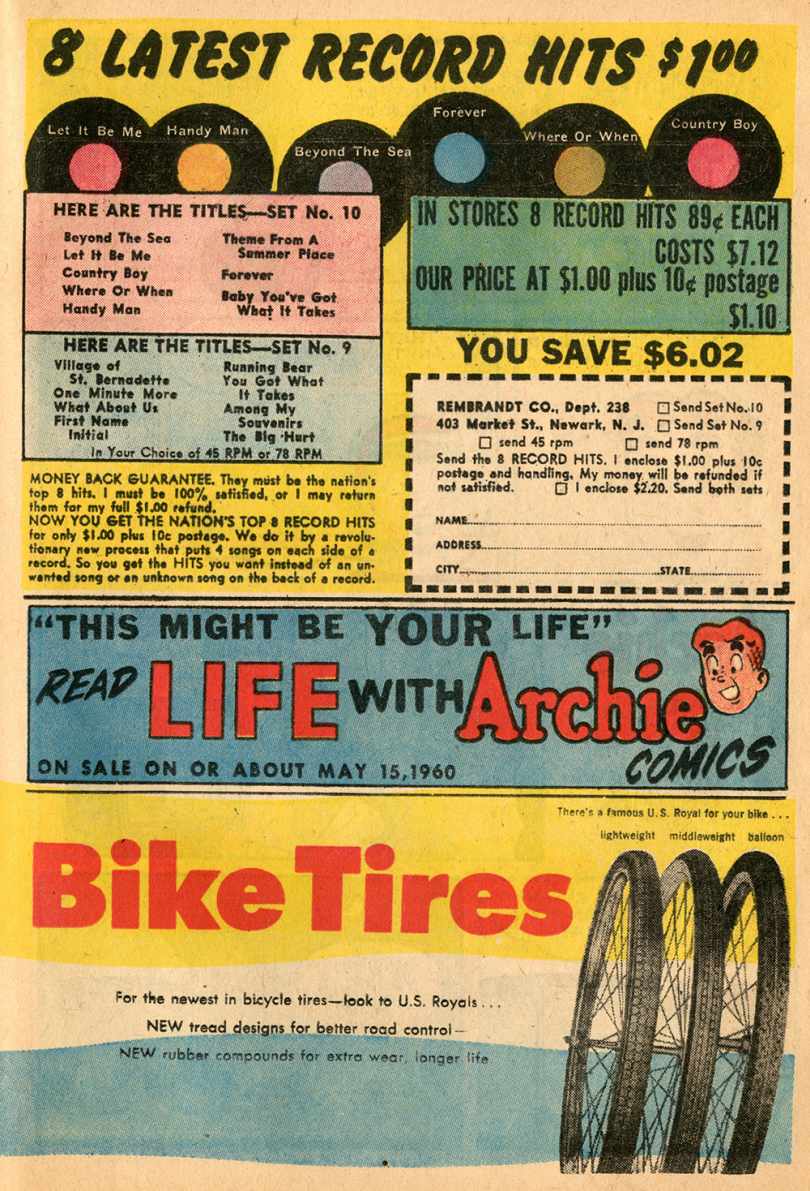 8 LATEST RECORD HITS $1.00
Let It Be Me
Handy Man
Beyond The Sea
Forever
Where Or When
Country Boy
HERE ARE THE TITLES—SET No. 10
Beyond The Sea
Let It Be Me
Country Boy
Where Or When
Handy Man
Theme From A
Summer Place
Forever
Baby You've Got
What It Takes
HERE ARE THE TITLES—SET No. 9
Village of
St. Bernadette
One Minute More
What About Us
First Name
Initial
Running Bear
You Got What
It Takes
Among My
Souvenirs
The Big Hurt
In Your Choice of 45 RPM or 78 RPM
MONEY BACK GUARANTEE. They must be the nation's
top 8 hits. I must be 100% satisfied, or I may return
them for my full $1.00 refund.
NOW YOU GET THE NATION'S TOP 8 RECORD HITS
for only $1.00 plus 10c postage. We do it by a revolu-
tionary new process that puts 4 songs on each side of a
record. So you get the HITS you want instead of an un-
wanted song or an unknown song on the back of a record.
IN STORES 8 RECORD HITS 89¢ EACH
COSTS $7.12
OUR PRICE AT $1.00 plus 10¢ postage
$1.10
YOU SAVE $6.02
REMBRANDT CO., Dept. 238 □ Send Set No. 10
403 Market St., Newark, N. J. □ Send Set No. 9
□ send 45 rpm □ send 78 rpm
Send the 8 RECORD HITS. I enclose $1.00 plus 10c
postage and handling. My money will be refunded if
not satisfied. □ I enclose $2.20. Send both sets
NAME
ADDRESS
CITY STATE
"THIS MIGHT BE YOUR LIFE"
READ LIFE WITH Archie
COMICS
ON SALE ON OR ABOUT MAY 15, 1960
There's a famous U.S. Royal for your bike . . .
lightweight middleweight balloon
Bike Tires
For the newest in bicycle tires—look to U.S. Royals . . .
NEW tread designs for better road control—
NEW rubber compounds for extra wear, longer life